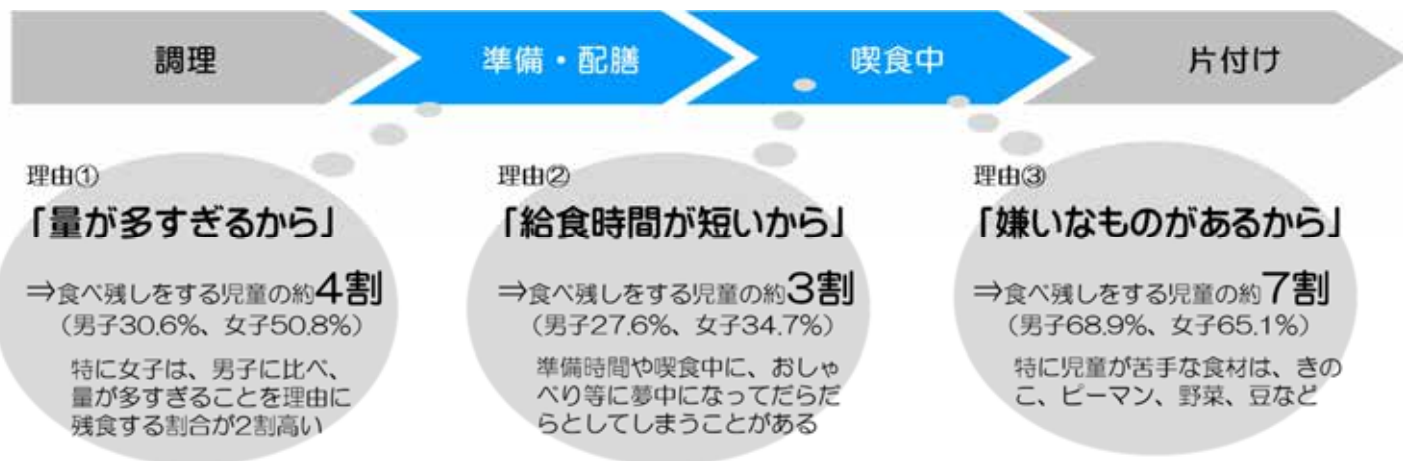 調理
準備・配膳
喫食中
片付け
理由①
「量が多すぎるから」
⇒食べ残しをする児童の約4割
(男子30.6%、女子50.8%)
特に女子は、男子に比べ、
量が多すぎることを理由に
残食する割合が2割高い
理由②
「給食時間が短いから」
⇒食べ残しをする児童の約3割
(男子27.6%、女子34.7%)
準備時間や喫食中に、おしゃ
べり等に夢中になってだらだ
らとしてしまうことがある
理由③
「嫌いなものがあるから」
⇒食べ残しをする児童の約7割
(男子68.9%、女子65.1%)
特に児童が苦手な食材は、きの
こ、ピーマン、野菜、豆など